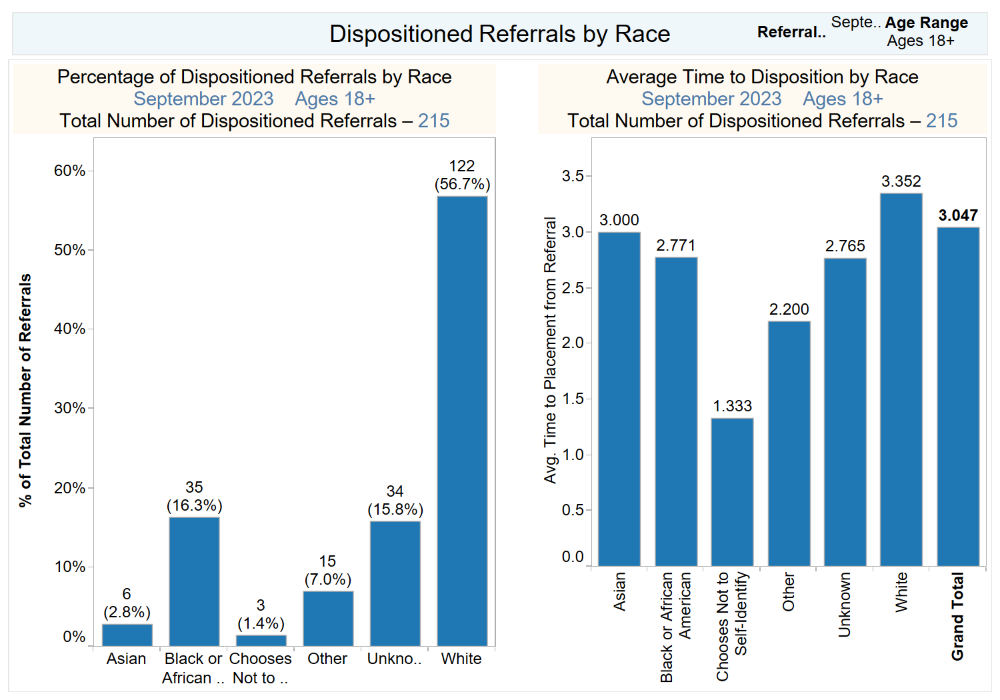 Dispositioned Referrals by Race
Referral.. Septe.. Age Range
Ages 18+
Percentage of Dispositioned Referrals by Race
September 2023 Ages 18+
Total Number of Dispositioned Referrals – 215
% of Total Number of Referrals
60%
50%
40%
30%
20%
10%
0%
6
(2.8%)
35
(16.3%)
3
(1.4%)
15
(7.0%)
34
(15.8%)
122
(56.7%)
Asian
Black or
African ..
Chooses
Not to ..
Other
Unkno..
White
Average Time to Disposition by Race
September 2023 Ages 18+
Total Number of Dispositioned Referrals – 215
Avg. Time to Placement from Referral
3.5
3.0
2.5
2.0
1.5
1.0
0.5
0.0
3.000
2.771
1.333
2.200
2.765
3.352
3.047
Asian
Black or African
American
Chooses Not to
Self-Identify
Other
Unknown
White
Grand Total